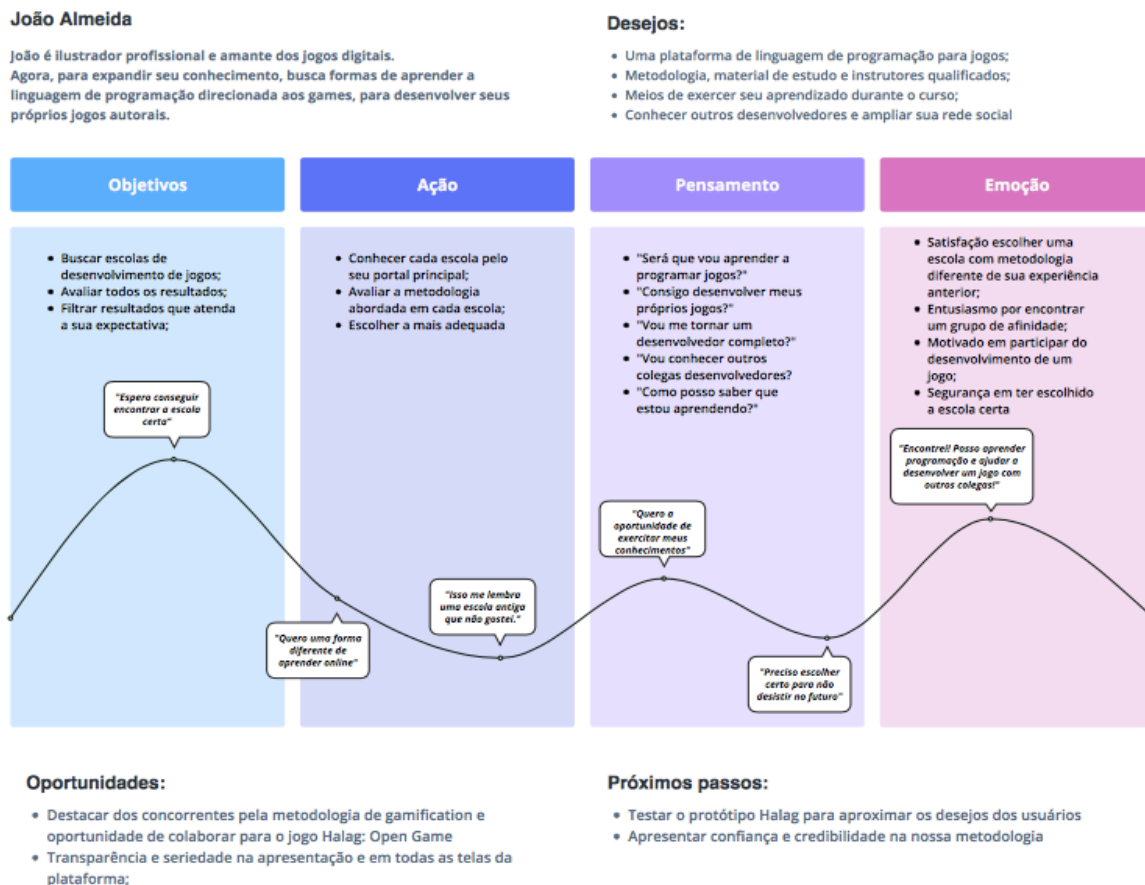 João Almeida
João é ilustrador profissional e amante dos jogos digitais.
Agora, para expandir seu conhecimento, busca formas de aprender a
linguagem de programação direcionada aos games, para desenvolver seus
próprios jogos autorais.
Desejos:
• Uma plataforma de linguagem de programação para jogos;
• Metodologia, material de estudo e instrutores qualificados;
• Meios de exercer seu aprendizado durante o curso;
• Conhecer outros desenvolvedores e ampliar sua rede social
Objetivos
Ação
Pensamento
Emoção
• Buscar escolas de
desenvolvimento de jogos;
• Avaliar todos os resultados;
• Filtrar resultados que atenda
a sua expectativa;
• Conhecer cada escola pelo
seu portal principal;
• Avaliar a metodologia
abordada em cada escola;
• Escolher a mais adequada
• "Será que vou aprender a
programar jogos?"
• "Consigo desenvolver meus
próprios jogos?"
• "Vou me tornar um
desenvolvedor completo?"
• "Vou conhecer outros
colegas desenvolvedores?
• "Como posso saber que
estou aprendendo?"
• Satisfação escolher uma
escola com metodologia
diferente de sua experiência
anterior;
• Entusiasmo por encontrar
um grupo de afinidade;
• Motivado em participar do
desenvolvimento de um
jogo;
• Segurança em ter escolhido
a escola certa
"Espero conseguir
encontrar a escola
certa"
"Quero uma forma
diferente de
aprender online"
"Isso me lembra
uma escola antiga
que não gostei."
"Quero a
oportunidade de
exercitar meus
conhecimentos"
"Preciso escolher
certo para não
desistir no futuro"
"Encontrei! Posso aprender
programação e ajudar a
desenvolver um jogo com
outros colegas!"
Oportunidades:
• Destacar dos concorrentes pela metodologia de gamification e
oportunidade de colaborar para o jogo Halag: Open Game
• Transparência e seriedade na apresentação e em todas as telas da
plataforma;
Próximos passos:
• Testar o protótipo Halag para aproximar os desejos dos usuários
• Apresentar confiança e credibilidade na nossa metodologia